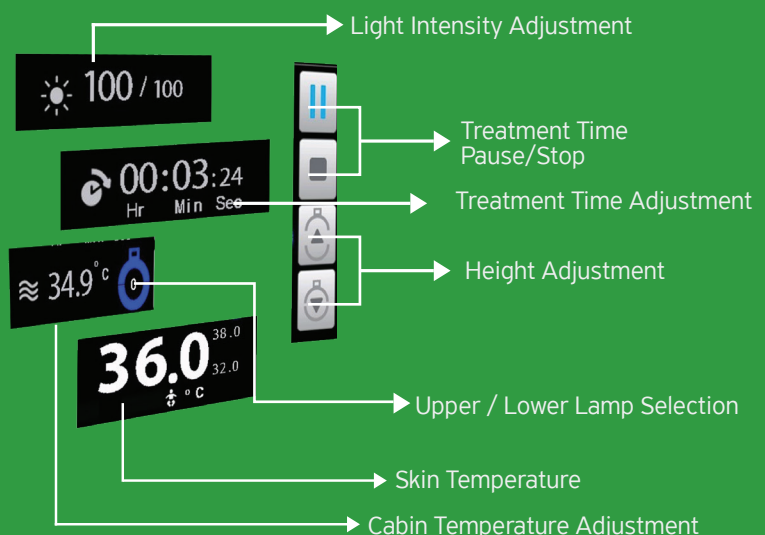 Light Intensity Adjustment
100 / 100
Treatment Time
Pause/Stop
00:03:24
Hr Min Sec
Treatment Time Adjustment
34.9°C
0
Height Adjustment
36.0
38.0
32.0
°C
Upper / Lower Lamp Selection
Skin Temperature
Cabin Temperature Adjustment